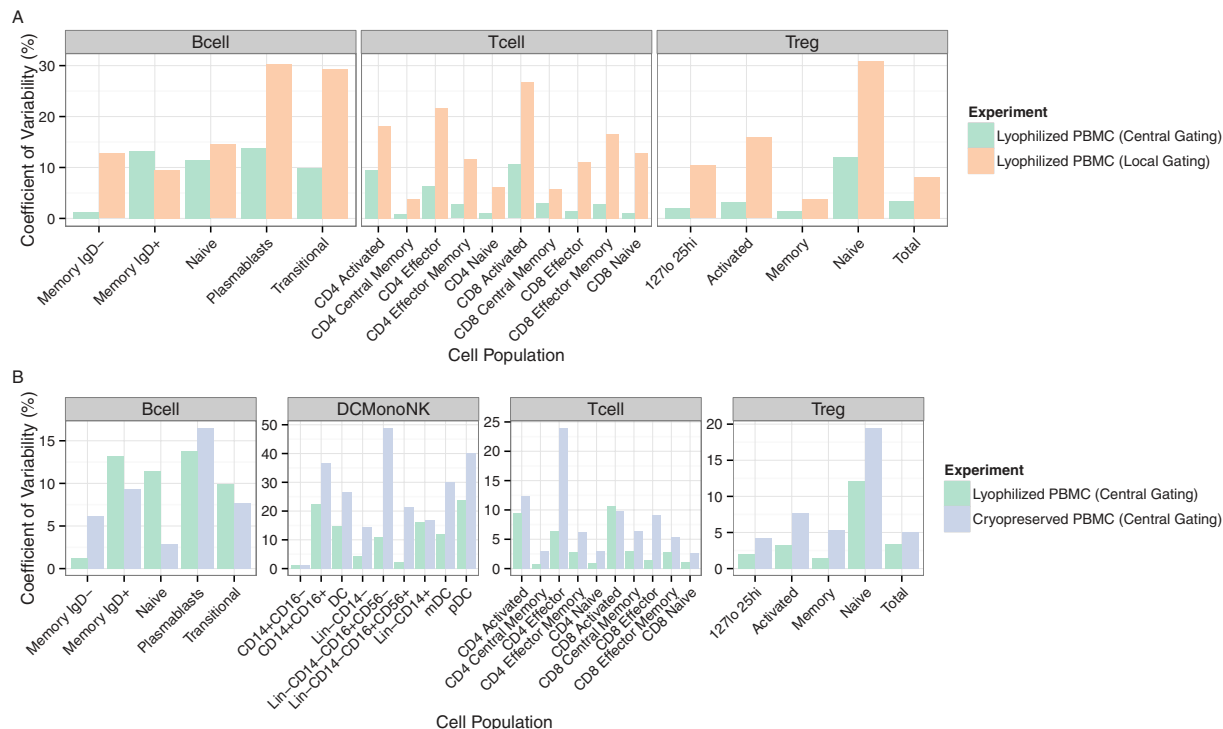 A
Bcell
Tcell
Treg
Coefficient of Variability (%)
30
20
10
0
Memory IgD−
Memory IgD+
Naive
Plasmablasts
Transitional
CD4 Activated
CD4 Central Memory
CD4 Effector
CD4 Effector Memory
CD4 Naive
CD8 Activated
CD8 Central Memory
CD8 Effector
CD8 Effector Memory
CD8 Naive
127lo 25hi
Activated
Memory
Naive
Total
Cell Population
Experiment
Lyophilized PBMC (Central Gating)
Lyophilized PBMC (Local Gating)
B
Bcell
DCMonoNK
Tcell
Treg
Coefficient of Variability (%)
15
10
5
0
50
40
30
20
10
0
25
20
15
10
5
0
20
15
10
5
0
Memory IgD−
Memory IgD+
Naive
Plasmablasts
Transitional
CD14+CD16−
CD14+CD16+
DC
Lin−CD14−
Lin−CD14−CD16+CD56−
Lin−CD14−CD16+CD56+
Lin−CD14+
mDC
pDC
CD4 Activated
CD4 Central Memory
CD4 Effector
CD4 Effector Memory
CD4 Naive
CD8 Activated
CD8 Central Memory
CD8 Effector
CD8 Effector Memory
CD8 Naive
127lo 25hi
Activated
Memory
Naive
Total
Cell Population
Experiment
Lyophilized PBMC (Central Gating)
Cryopreserved PBMC (Central Gating)